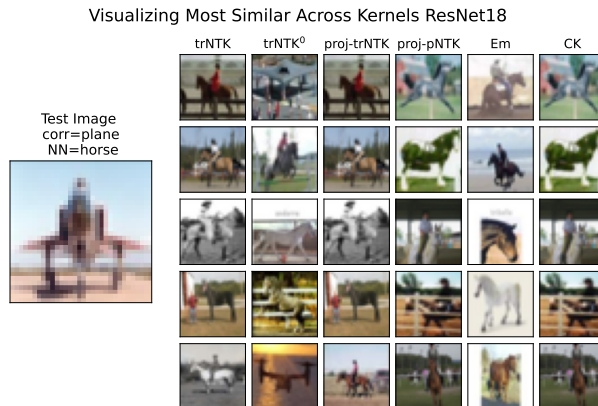 Visualizing Most Similar Across Kernels ResNet18
trNTK trNTK⁰ proj-trNTK proj-pNTK Em CK
Test Image
corr=plane
NN=horse